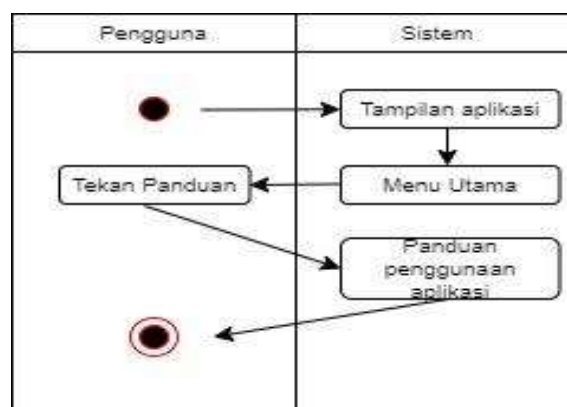 Pengguna
Sistem
Tampilan aplikasi
Tekan Panduan
Menu Utama
Panduan
penggunaan
aplikasi